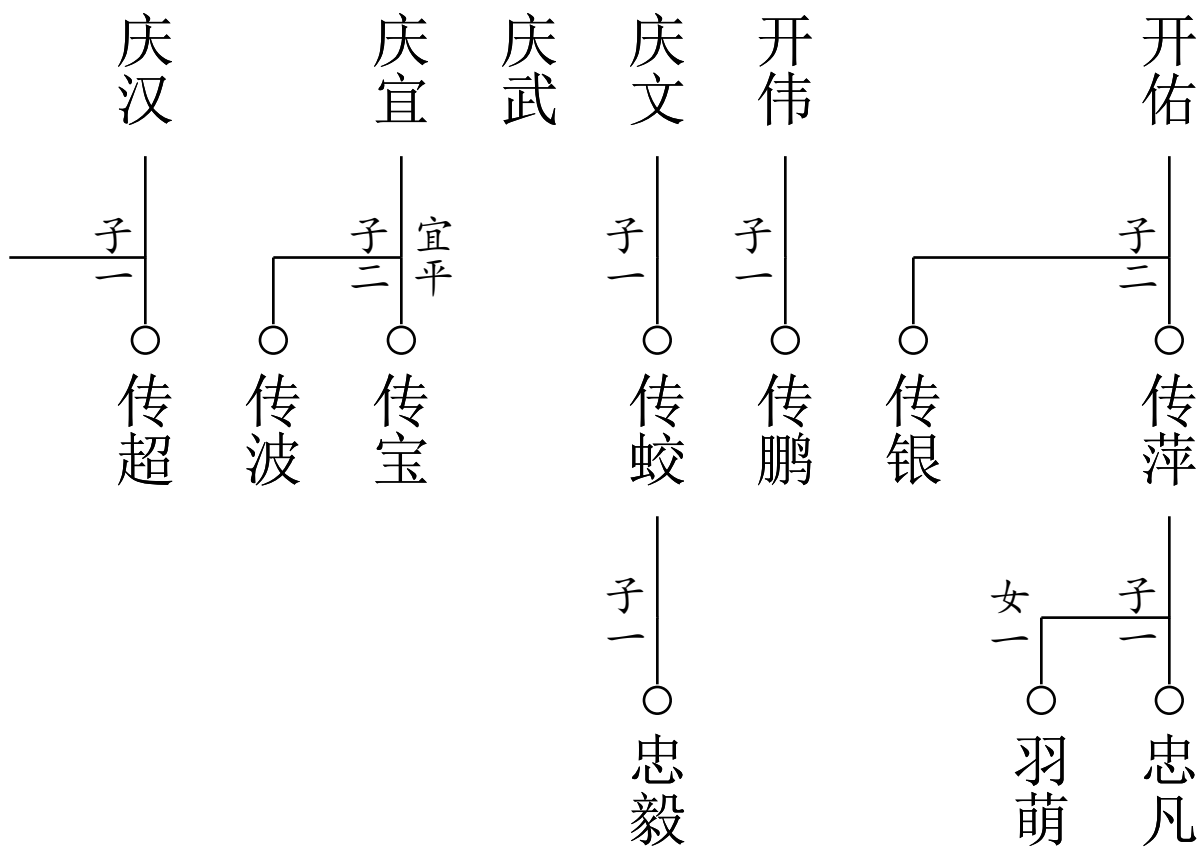 开佑
开伟
庆文
庆武
庆宜
庆汉
子二
子一
子一
宜平
子二
子一
传萍
传银
传鹏
传蛟
传宝
传波
传超
子一
女一
子一
忠凡
羽萌
忠毅